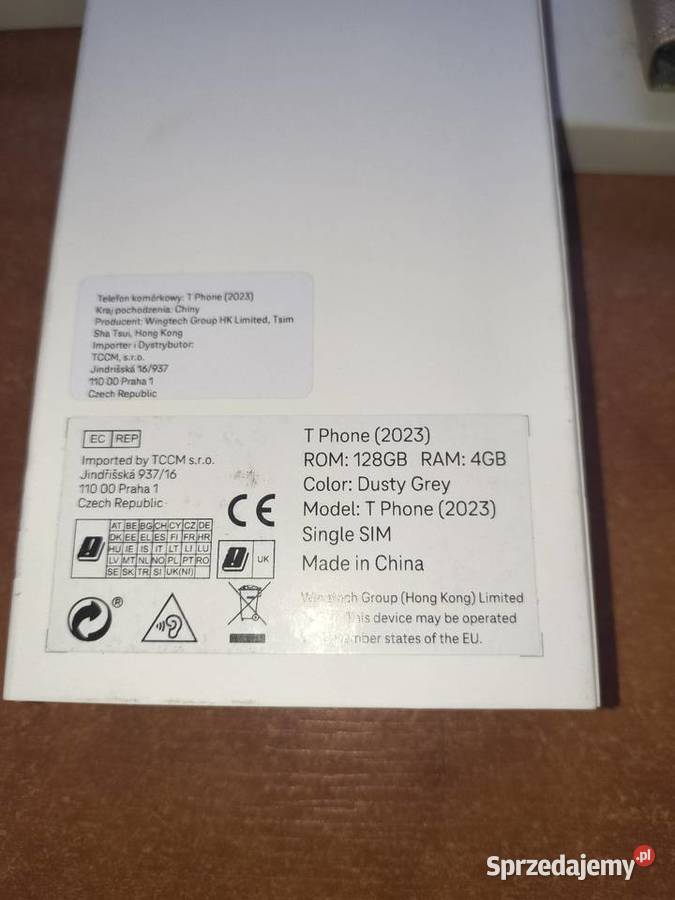 Telefon komórkowy: T Phone (2023)
Kraj pochodzenia: Chiny
Producent: Wingtech Group HK Limited, Tsim
Sha Tsui, Hong Kong
Importer i Dystrybutor:
TCCM, s.r.o.
Jindrišská 16/937
110 00 Praha 1
Czech Republic
EC REP
Imported by TCCM s.r.o.
Jindřišská 937/16
110 00 Praha 1
Czech Republic
CE
AT BE BG CH CY CZ DE
DK EE EL ES FI FR HR
HU IE IS IT LT LI LU
LV MT NL NO PL PT RO
SE SK TR SI UK(NI)
UK
®
T Phone (2023)
ROM: 128GB RAM: 4GB
Color: Dusty Grey
Model: T Phone (2023)
Single SIM
Made in China
Wingtech Group (Hong Kong) Limited
This device may be operated
member states of the EU.
Sprzedajemy.pl